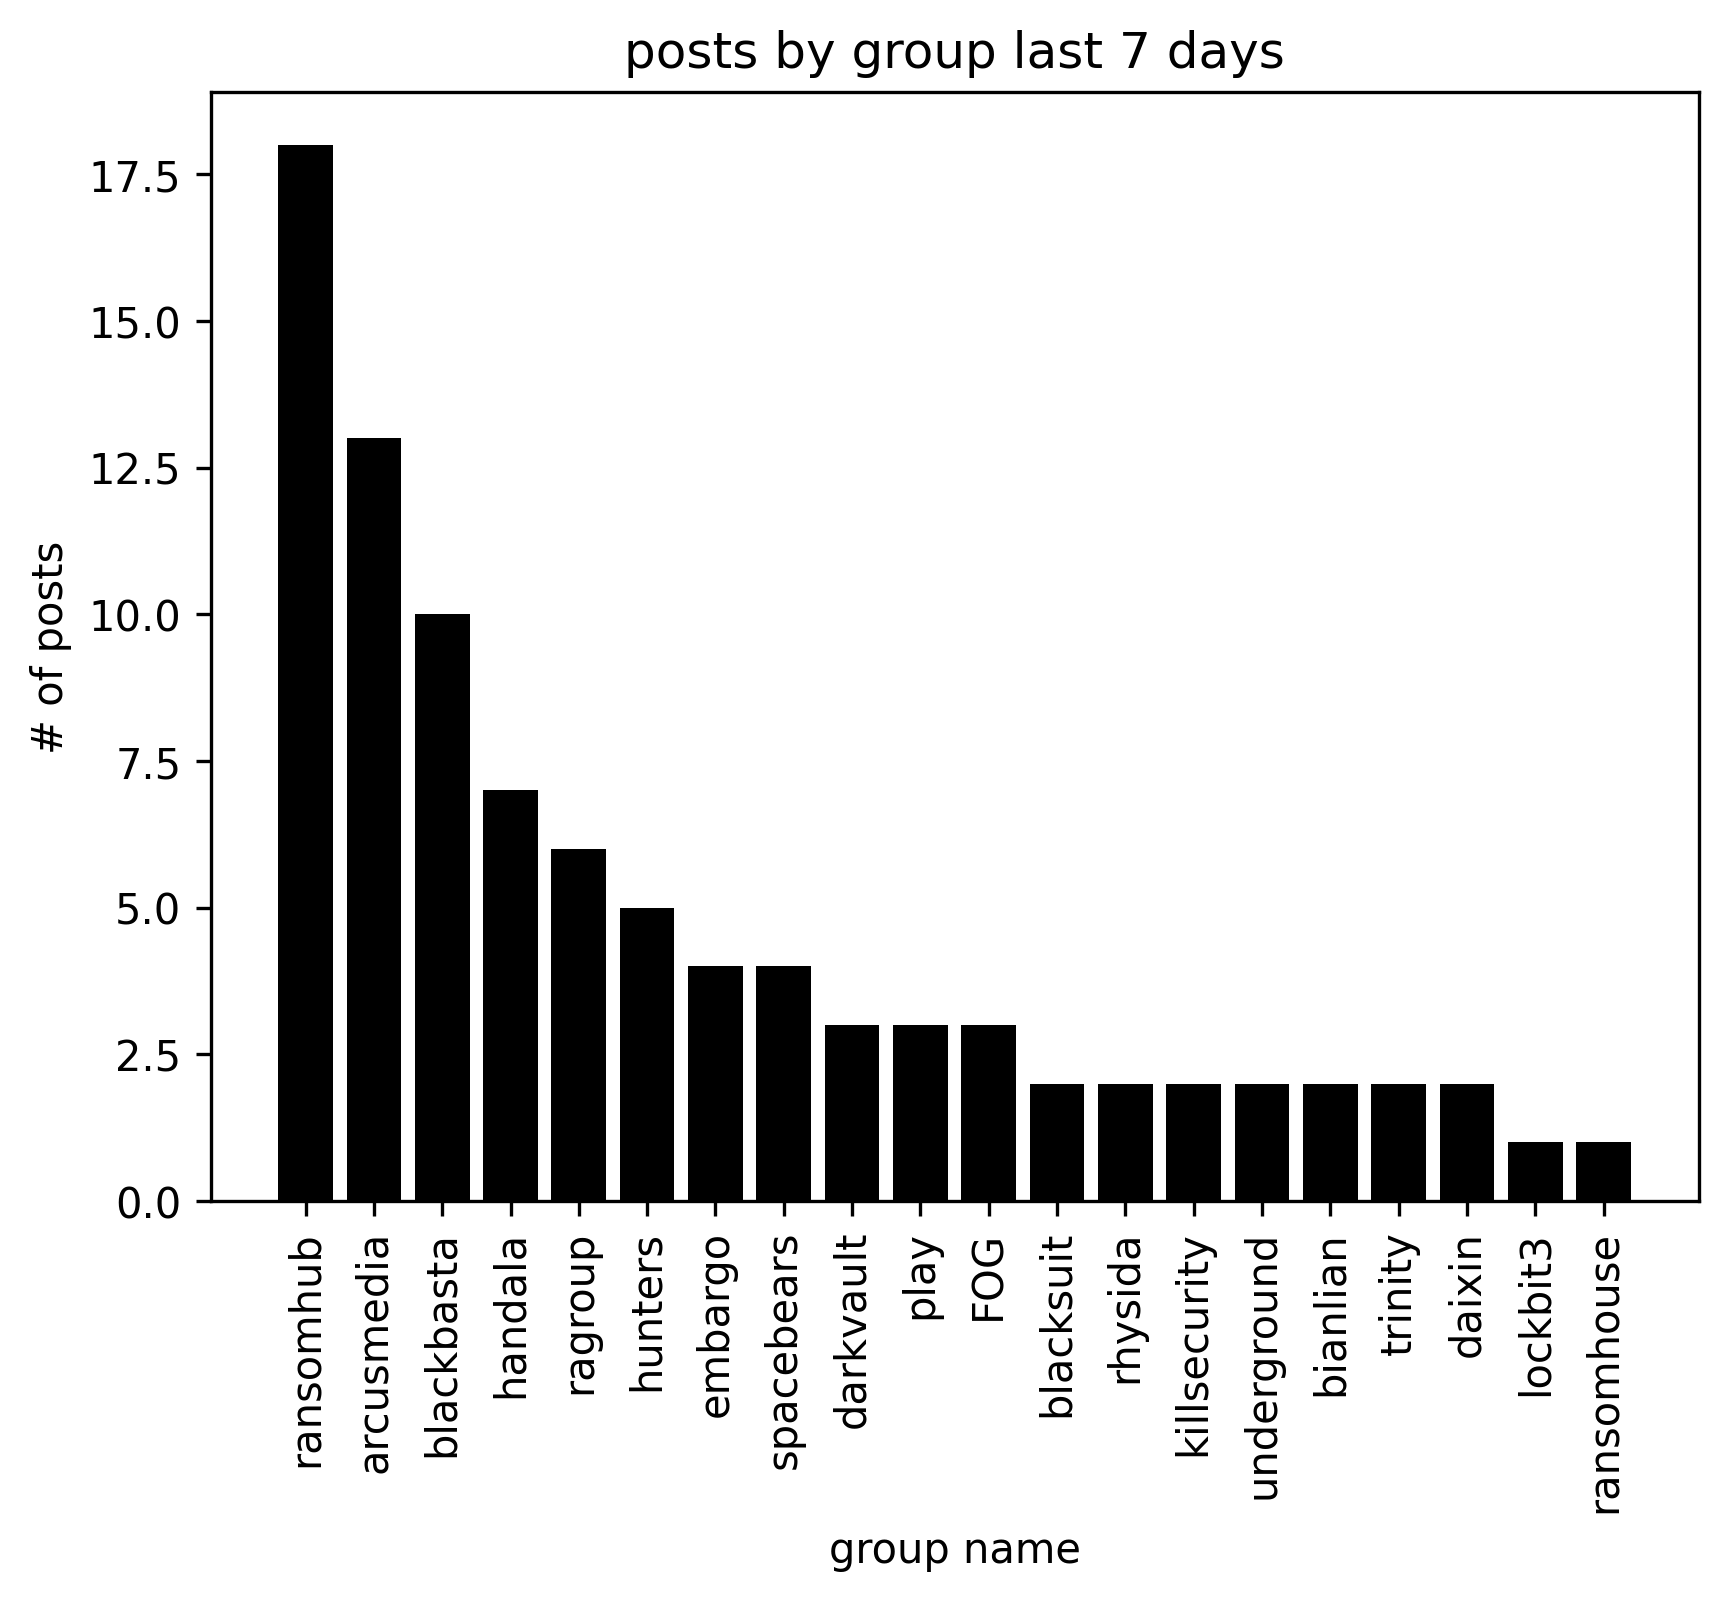 posts by group last 7 days
# of posts
17.5
15.0
12.5
10.0
7.5
5.0
2.5
0.0
ransomhub
arcusmedia
blackbasta
handala
ragroup
hunters
embargo
spacebears
darkvault
play
FOG
blacksuit
rhysida
killsecurity
underground
bianlian
trinity
daixin
lockbit3
ransomhouse
group name